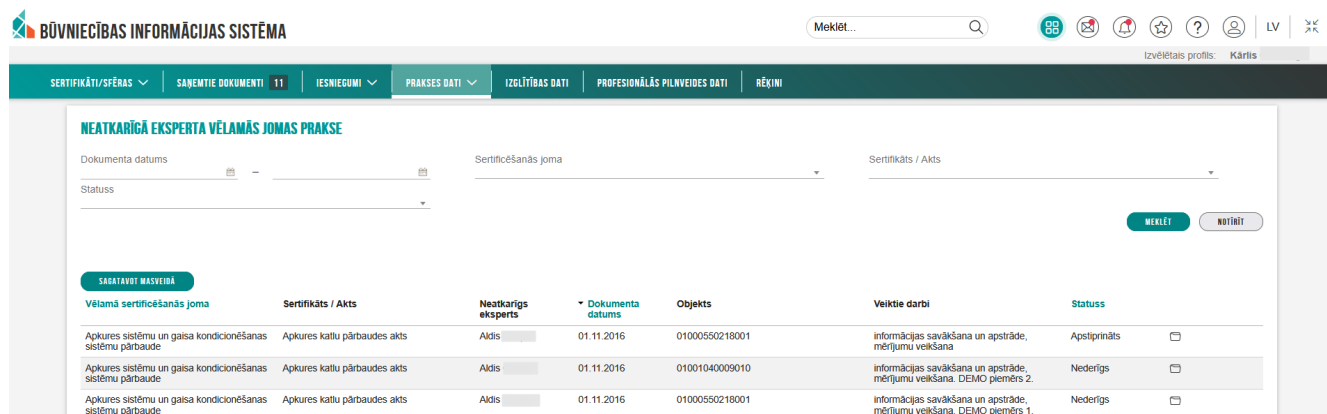 BŪVNIECĪBAS INFORMĀCIJAS SISTĒMA
Meklēt...
LV
Izvēlētais profils: Kārlis
SERTIFIKĀTI/SFĒRAS
SAŅEMTIE DOKUMENTI 11
IESNIEGUMI
PRAKSES DATI
IZGLĪTĪBAS DATI
PROFESIONĀLĀS PILNVEIDES DATI
RĒĶINI
NEATKARĪGĀ EKSPERTA VĒLAMĀS JOMAS PRAKSE
Dokumenta datums
–
Sertificēšanās joma
Sertifikāts / Akts
Statuss
MEKLĒT
NOTĪRĪT
SAGATAVOT MASVEIDĀ
Vēlamā sertificēšanās joma
Sertifikāts / Akts
Neatkarīgs
eksperts
Dokumenta
datums
Objekts
Veiktie darbi
Statuss
Apkures sistēmu un gaisa kondicionēšanas
sistēmu pārbaude
Apkures katlu pārbaudes akts
Aldis
01.11.2016
01000550218001
informācijas savākšana un apstrāde,
mērījumu veikšana
Apstiprināts
Apkures sistēmu un gaisa kondicionēšanas
sistēmu pārbaude
Apkures katlu pārbaudes akts
Aldis
01.11.2016
01001040009010
informācijas savākšana un apstrāde,
mērījumu veikšana. DEMO piemērs 2.
Nederīgs
Apkures sistēmu un gaisa kondicionēšanas
sistēmu pārbaude
Apkures katlu pārbaudes akts
Aldis
01.11.2016
01000550218001
informācijas savākšana un apstrāde,
mērījumu veikšana. DEMO piemērs 1.
Nederīgs